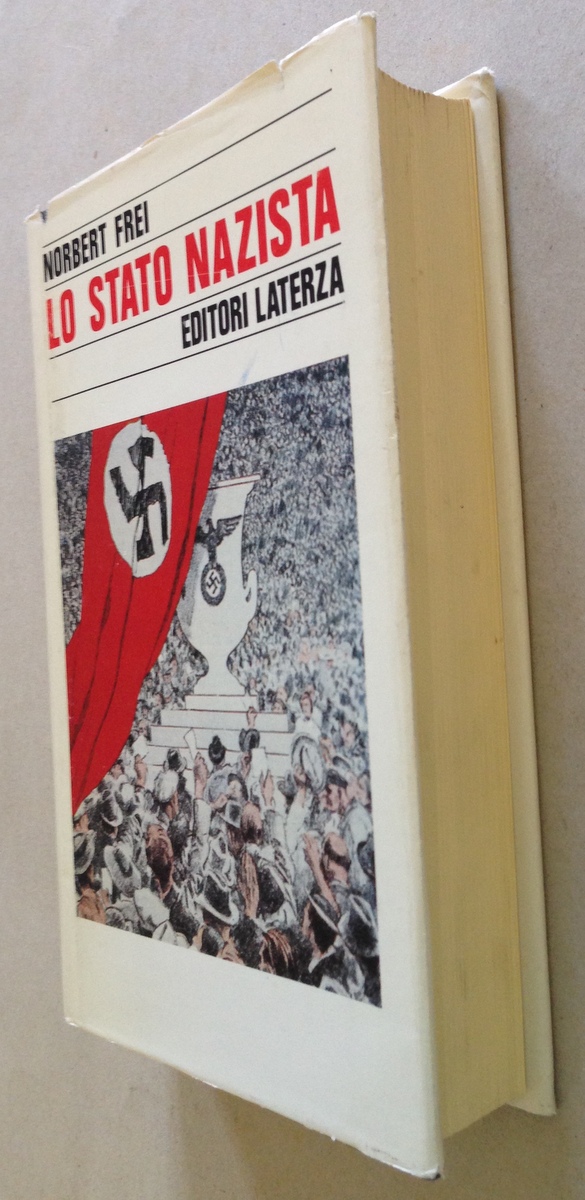 NORBERT FREI
LO STATO NAZISTA
EDITORI LATERZA